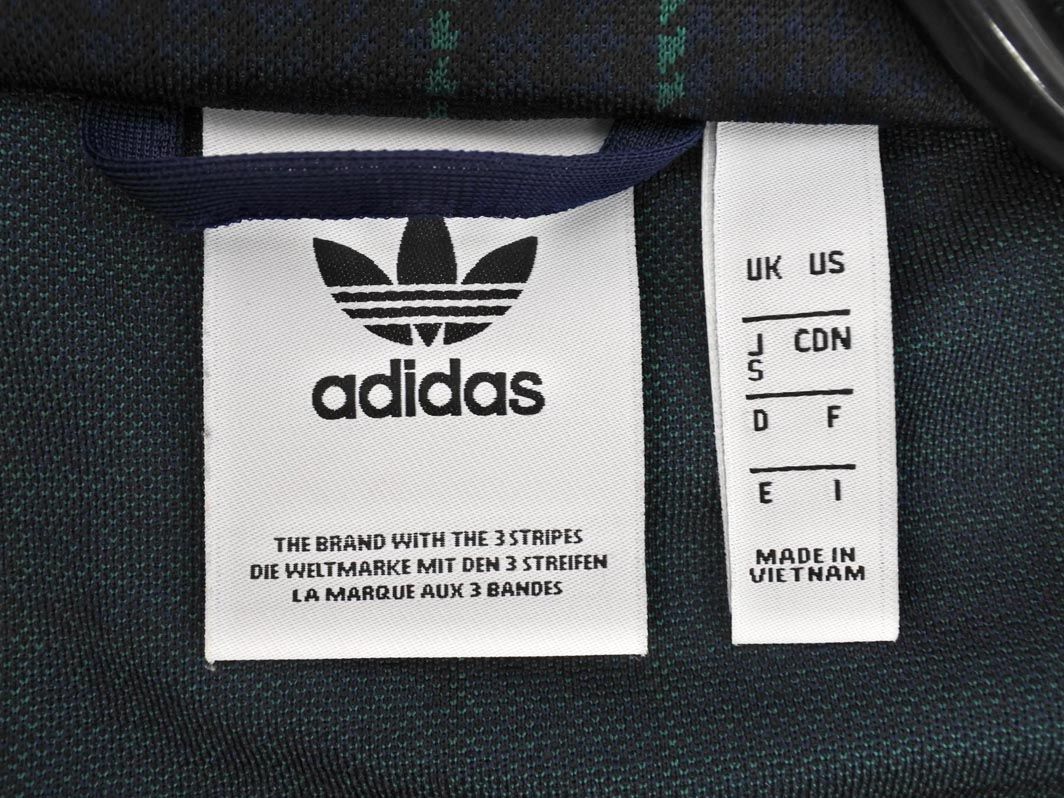 adidas
THE BRAND WITH THE 3 STRIPES
DIE WELTMARKE MIT DEN 3 STREIFEN
LA MARQUE AUX 3 BANDES
UK US
J CDN
S
D F
E I
MADE IN
VIETNAM